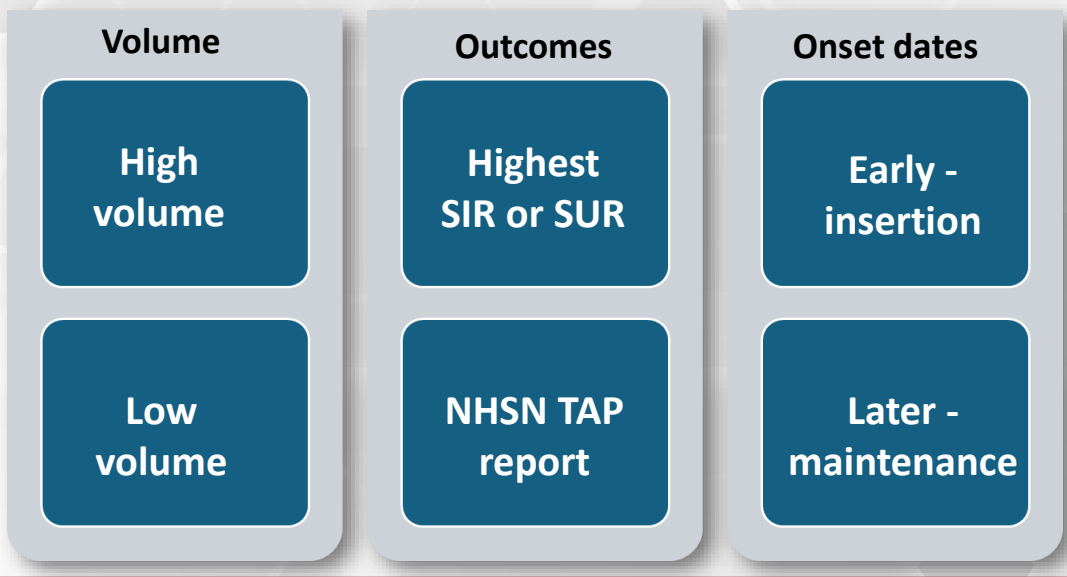 Volume
High
volume
Low
volume
Outcomes
Highest
SIR or SUR
NHSN TAP
report
Onset dates
Early -
insertion
Later -
maintenance